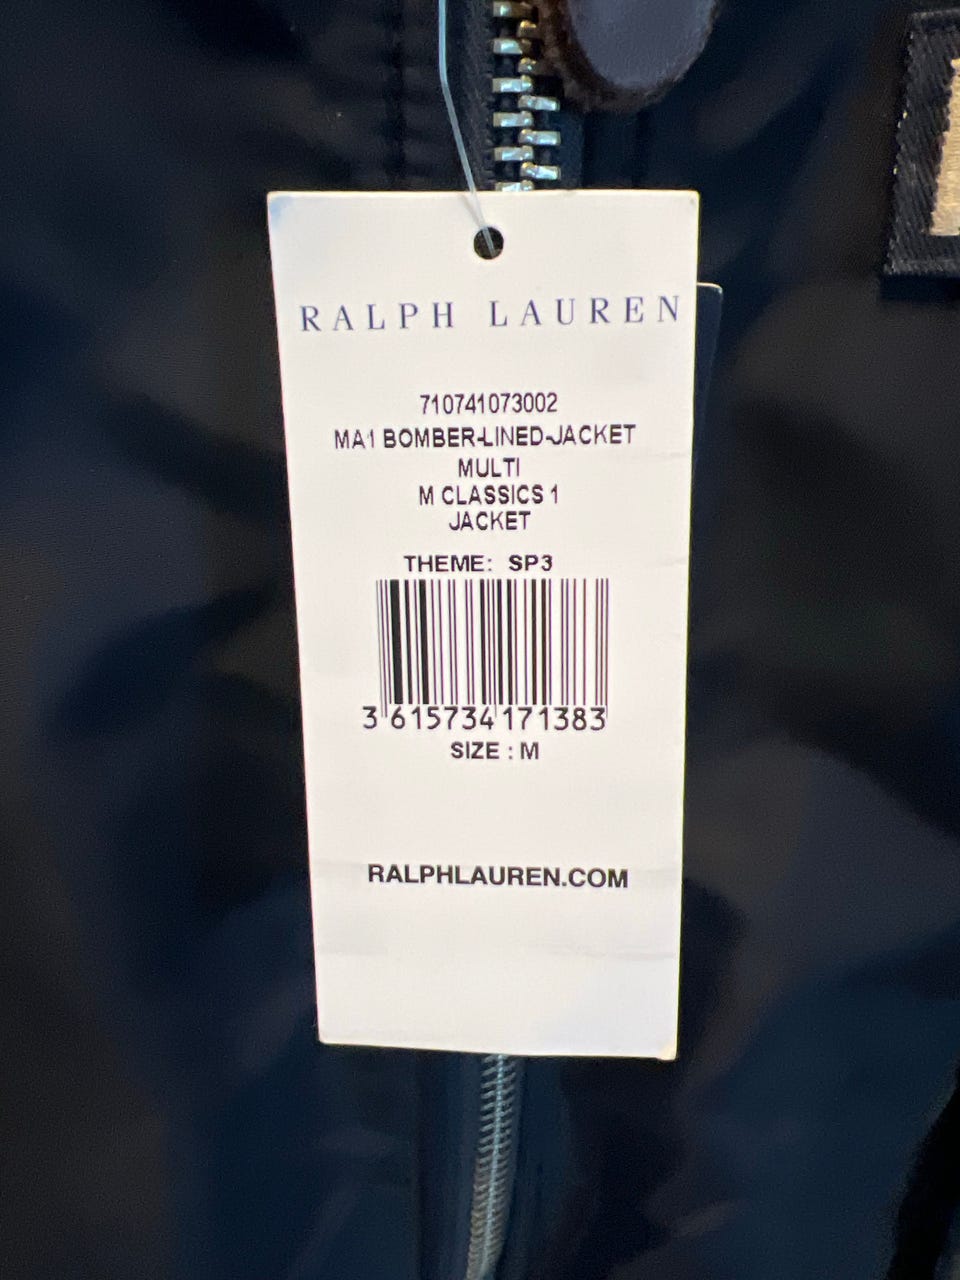 RALPH LAUREN
710741073002
MA1 BOMBER-LINED-JACKET
MULTI
M CLASSICS 1
JACKET
THEME: SP3
3 615734 171383
SIZE : M
RALPHLAUREN.COM